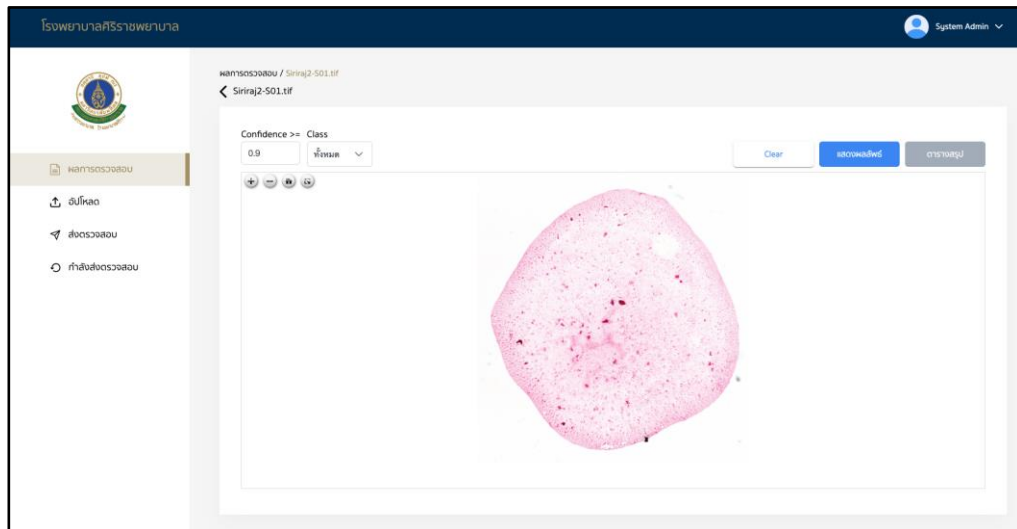 โรงพยาบาลศิริราชพยาบาล
System Admin
ผลการตรวจสอบ / Siriraj2-S01.tif
Siriraj2-S01.tif
Confidence >= Class
0.9 ทั้งหมด
Clear แสดงผลลัพธ์ ตารางสรุป
ผลการตรวจสอบ
อัปโหลด
ส่งตรวจสอบ
กำลังส่งตรวจสอบ